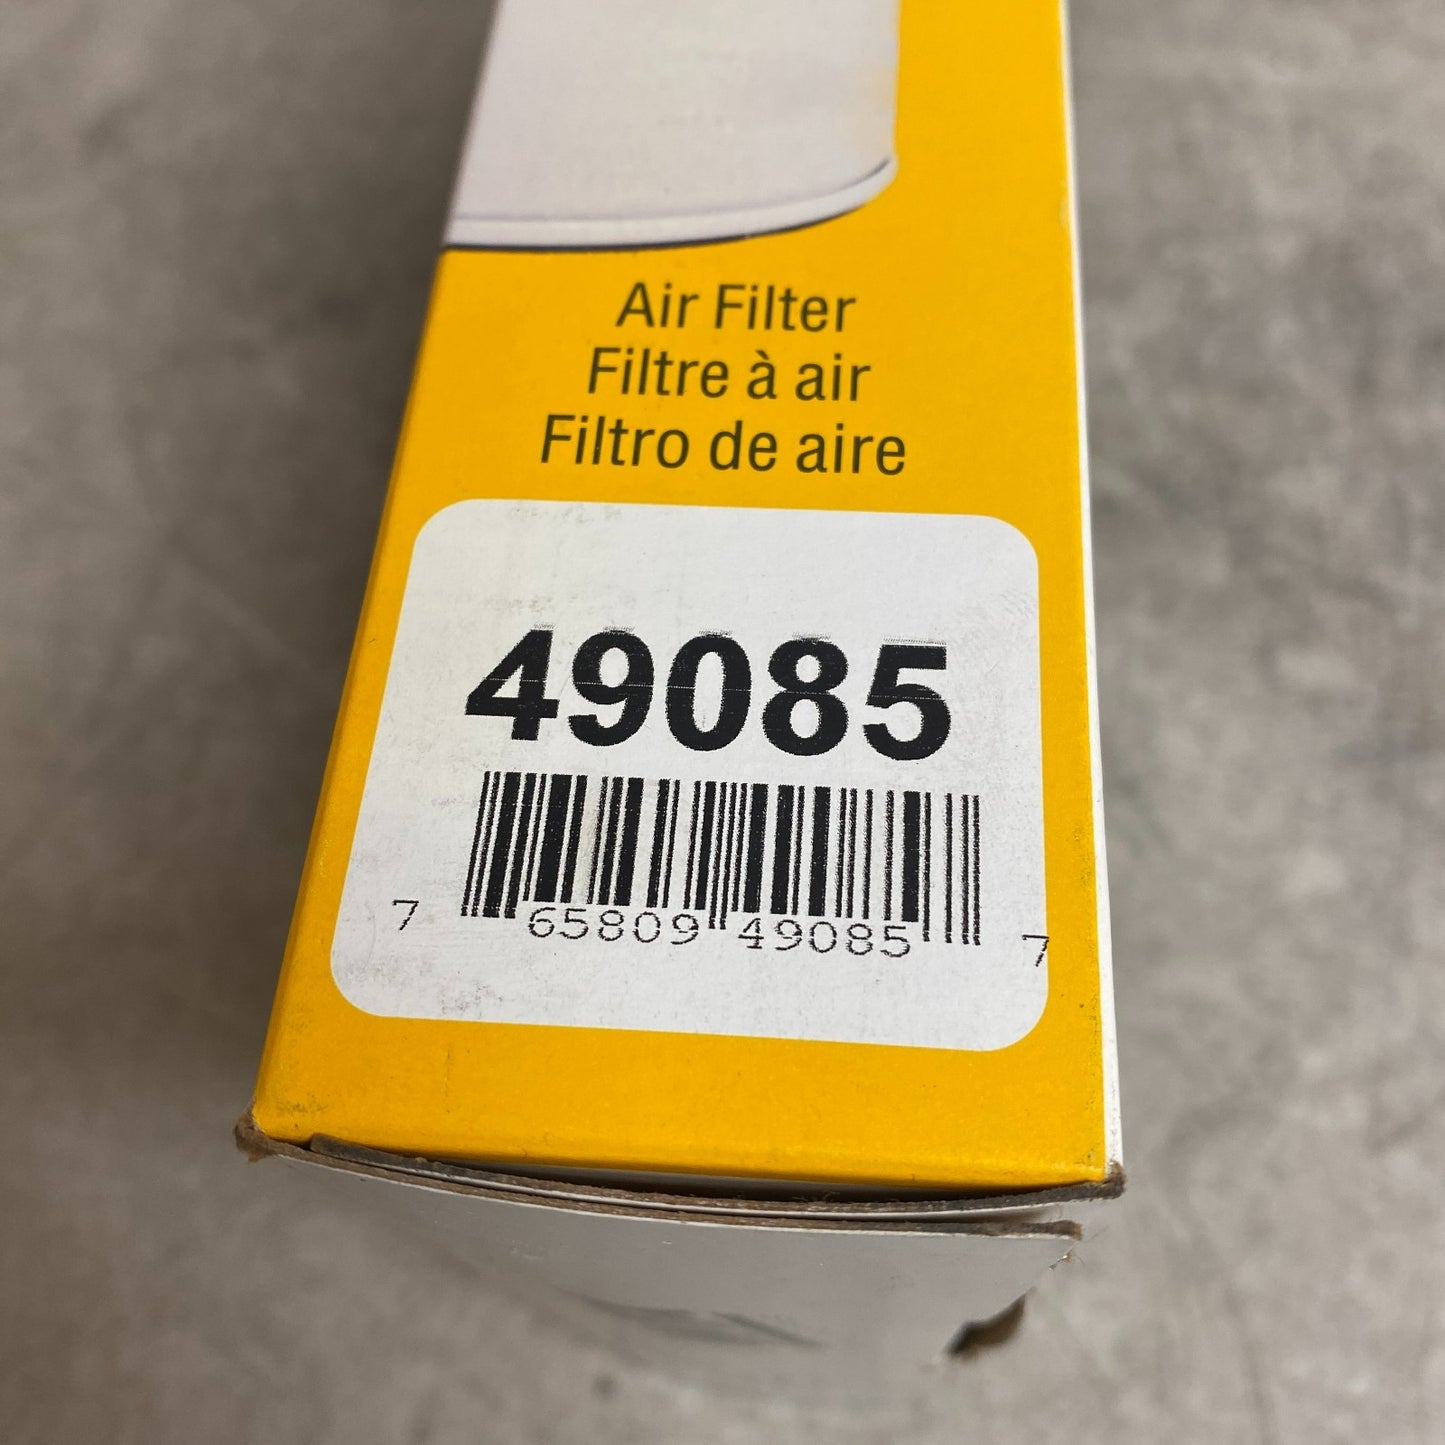 Air Filter
Filtre à air
Filtro de aire
49085
7 65809 49085 7